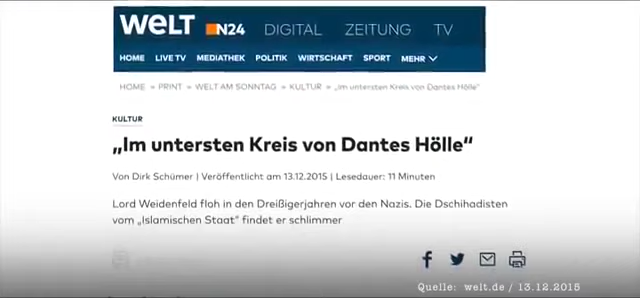 WELT N24 DIGITAL ZEITUNG TV
HOME LIVE TV MEDIATHEK POLITIK WIRTSCHAFT SPORT MEHR
HOME » PRINT » WELT AM SONNTAG » KULTUR » „Im untersten Kreis von Dantes Hölle“
KULTUR
„Im untersten Kreis von Dantes Hölle“
Von Dirk Schümer | Veröffentlicht am 13.12.2015 | Lesedauer: 11 Minuten
Lord Weidenfeld floh in den Dreißigerjahren vor den Nazis. Die Dschihadisten
vom „Islamischen Staat“ findet er schlimmer
Quelle: welt.de / 13.12.2015